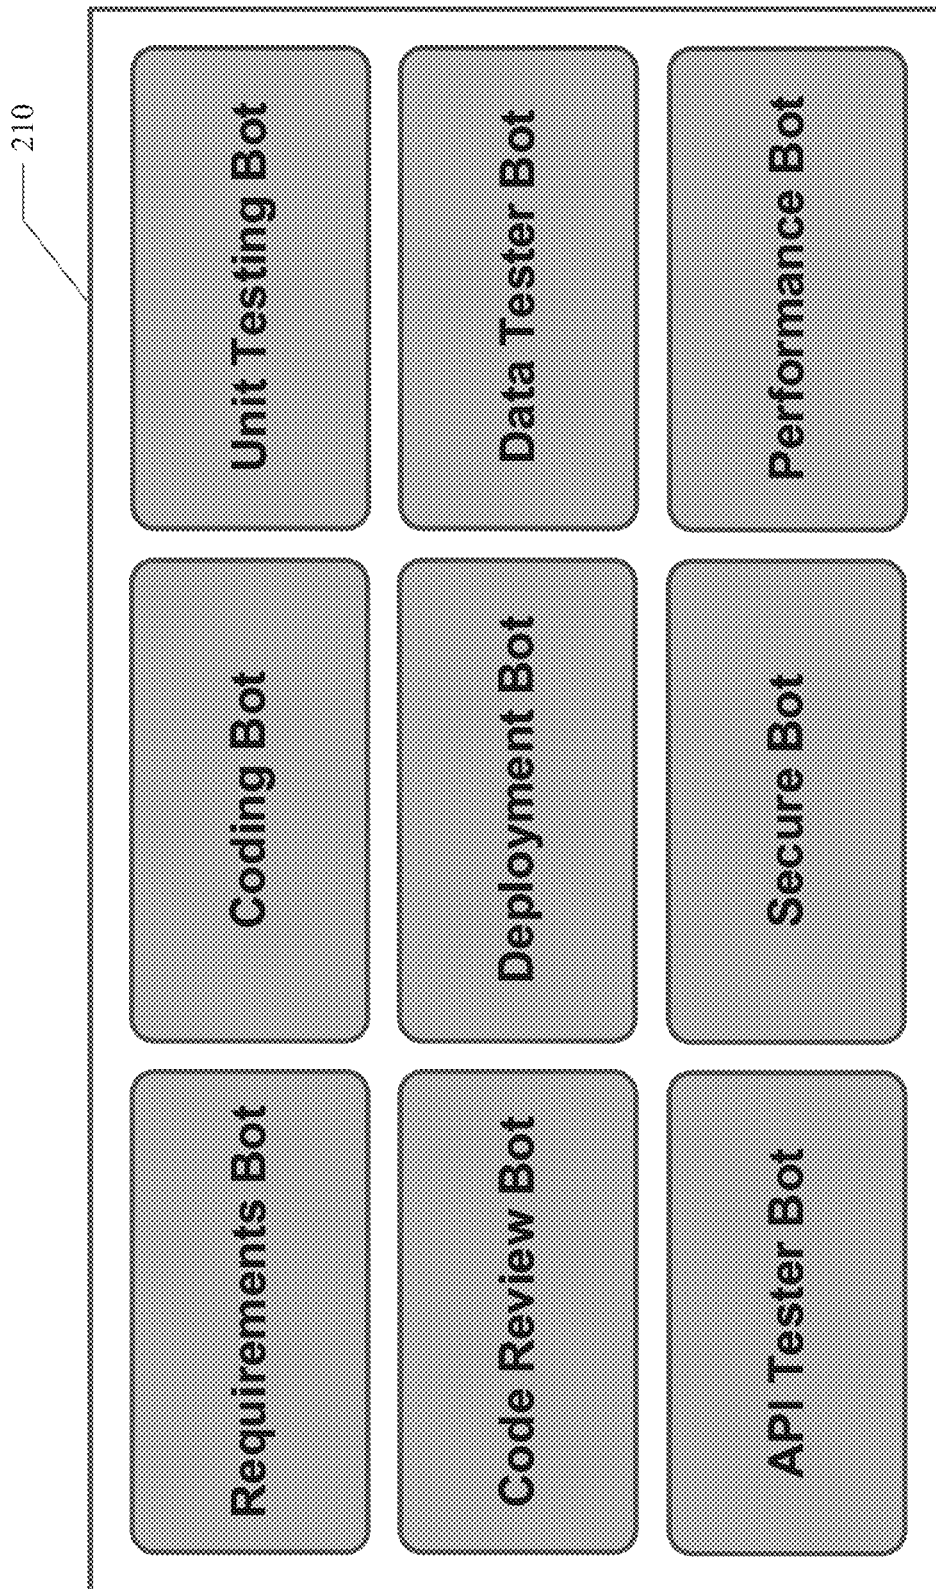 210
Requirements Bot
Coding Bot
Unit Testing Bot
Code Review Bot
Deployment Bot
Data Tester Bot
API Tester Bot
Secure Bot
Performance Bot